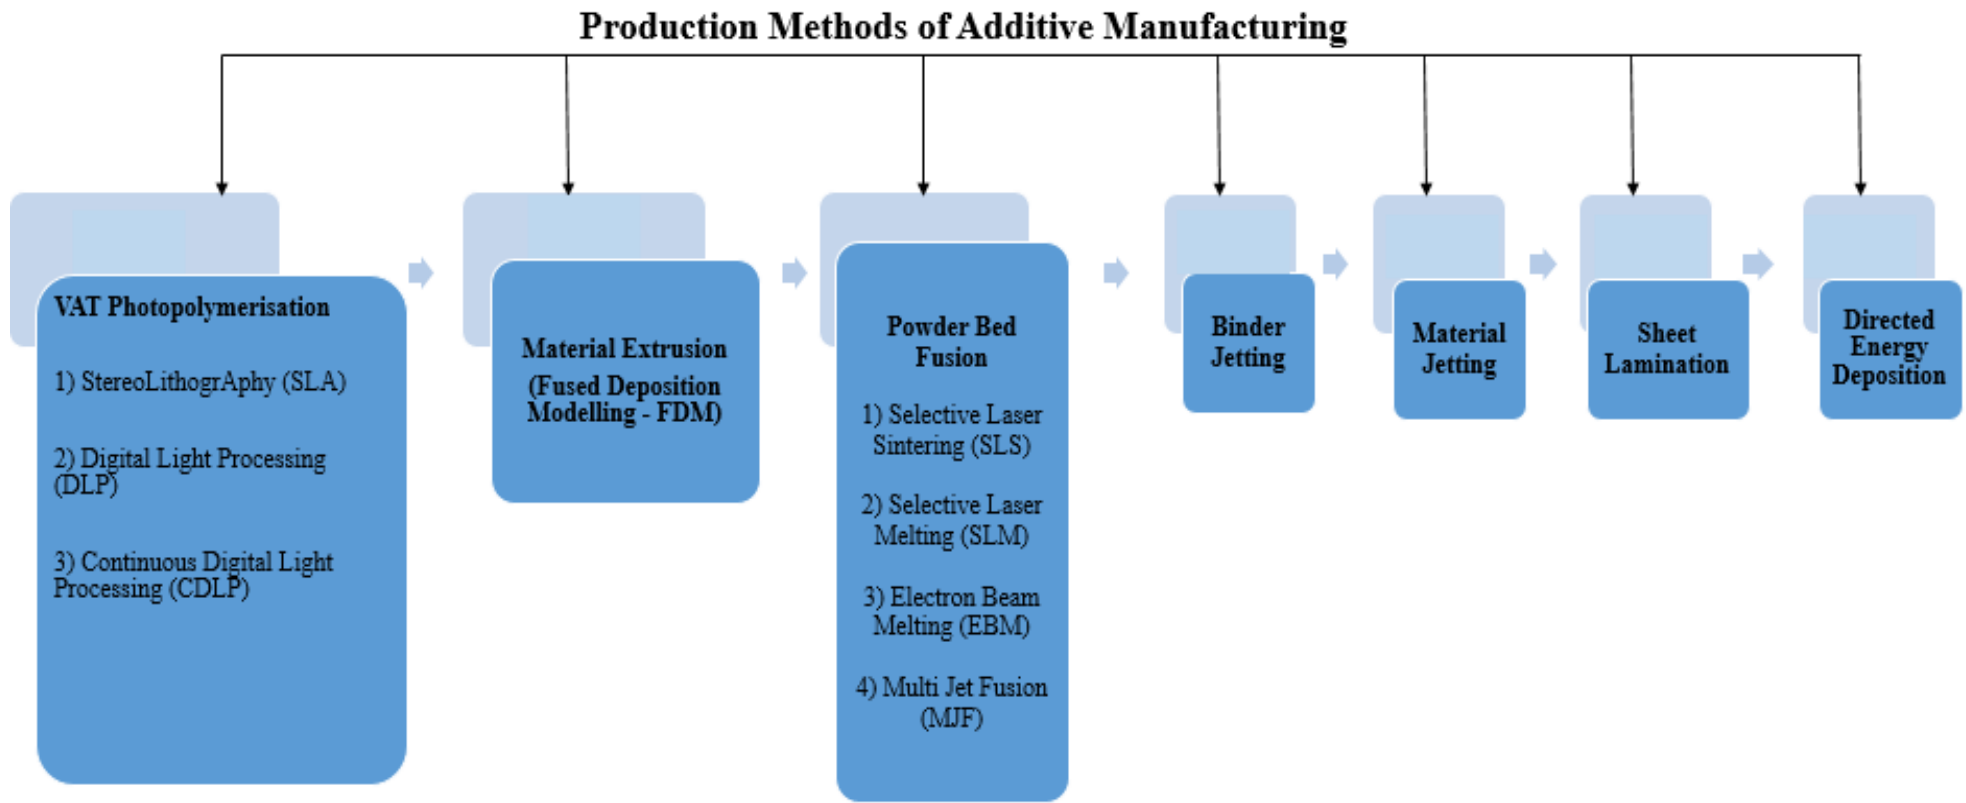 Production Methods of Additive Manufacturing
VAT Photopolymerisation
1) StereoLithogrAphy (SLA)
2) Digital Light Processing
(DLP)
3) Continuous Digital Light
Processing (CDLP)
Material Extrusion
(Fused Deposition
Modelling - FDM)
Powder Bed
Fusion
1) Selective Laser
Sintering (SLS)
2) Selective Laser
Melting (SLM)
3) Electron Beam
Melting (EBM)
4) Multi Jet Fusion
(MJF)
Binder
Jetting
Material
Jetting
Sheet
Lamination
Directed
Energy
Deposition